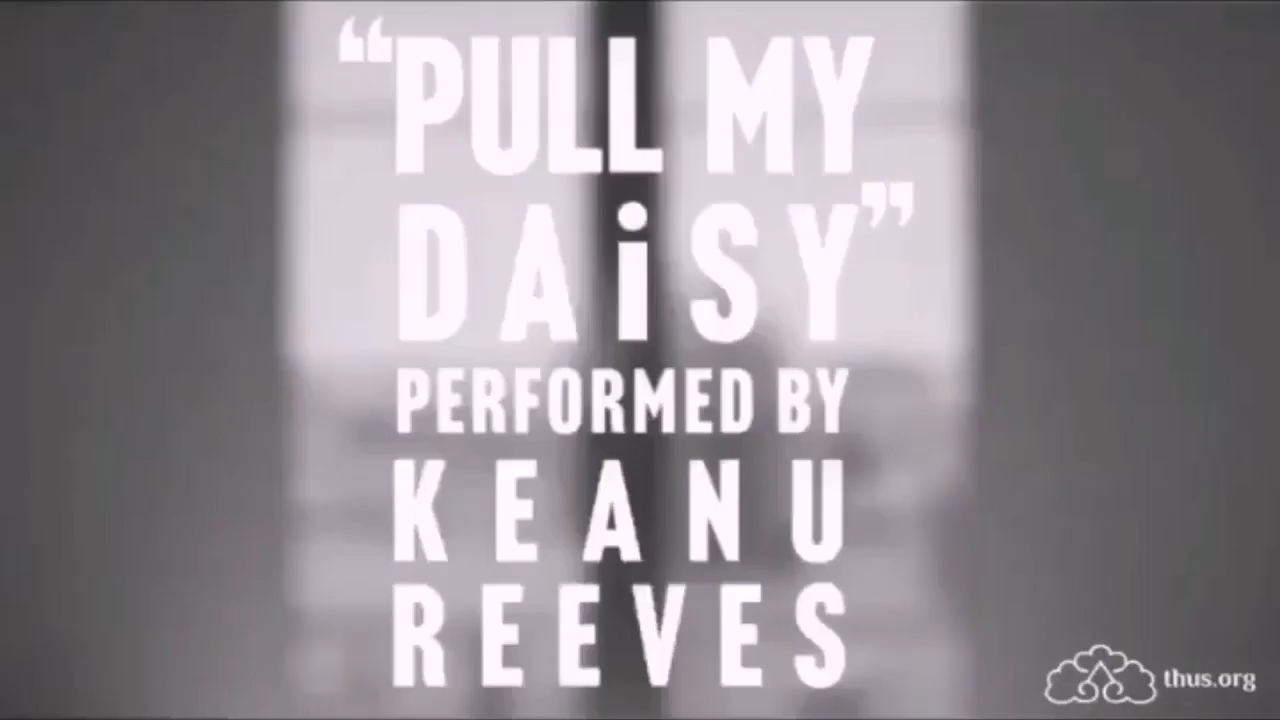 “PULL MY
DAiSY”
PERFORMED BY
KEANU
REEVES
thus.org